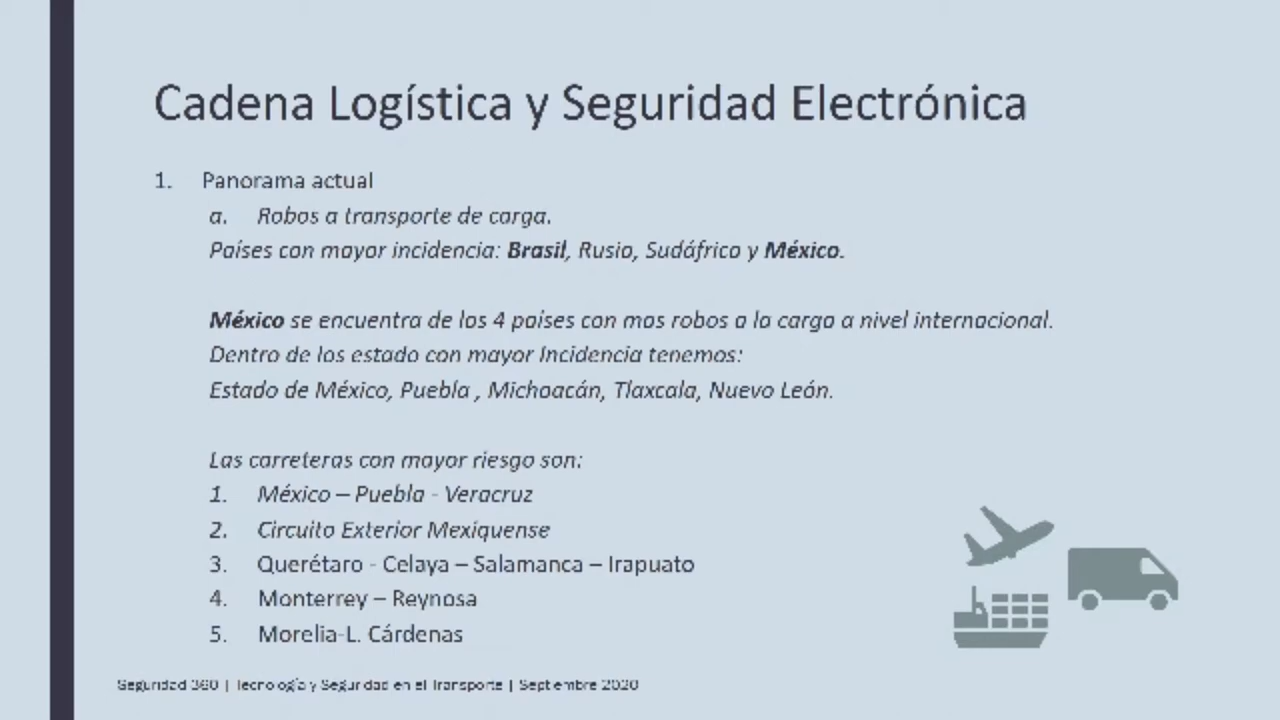 Cadena Logística y Seguridad Electrónica
1. Panorama actual
a. Robos a transporte de carga.
Países con mayor incidencia: Brasil, Rusia, Sudáfrica y México.
México se encuentra de los 4 países con mas robos a la carga a nivel internacional.
Dentro de los estado con mayor Incidencia tenemos:
Estado de México, Puebla , Michoacán, Tlaxcala, Nuevo León.
Las carreteras con mayor riesgo son:
1. México – Puebla - Veracruz
2. Circuito Exterior Mexiquense
3. Querétaro - Celaya – Salamanca – Irapuato
4. Monterrey – Reynosa
5. Morelia-L. Cárdenas
Seguridad 360 | Tecnología y Seguridad en el Transporte | Septiembre 2020